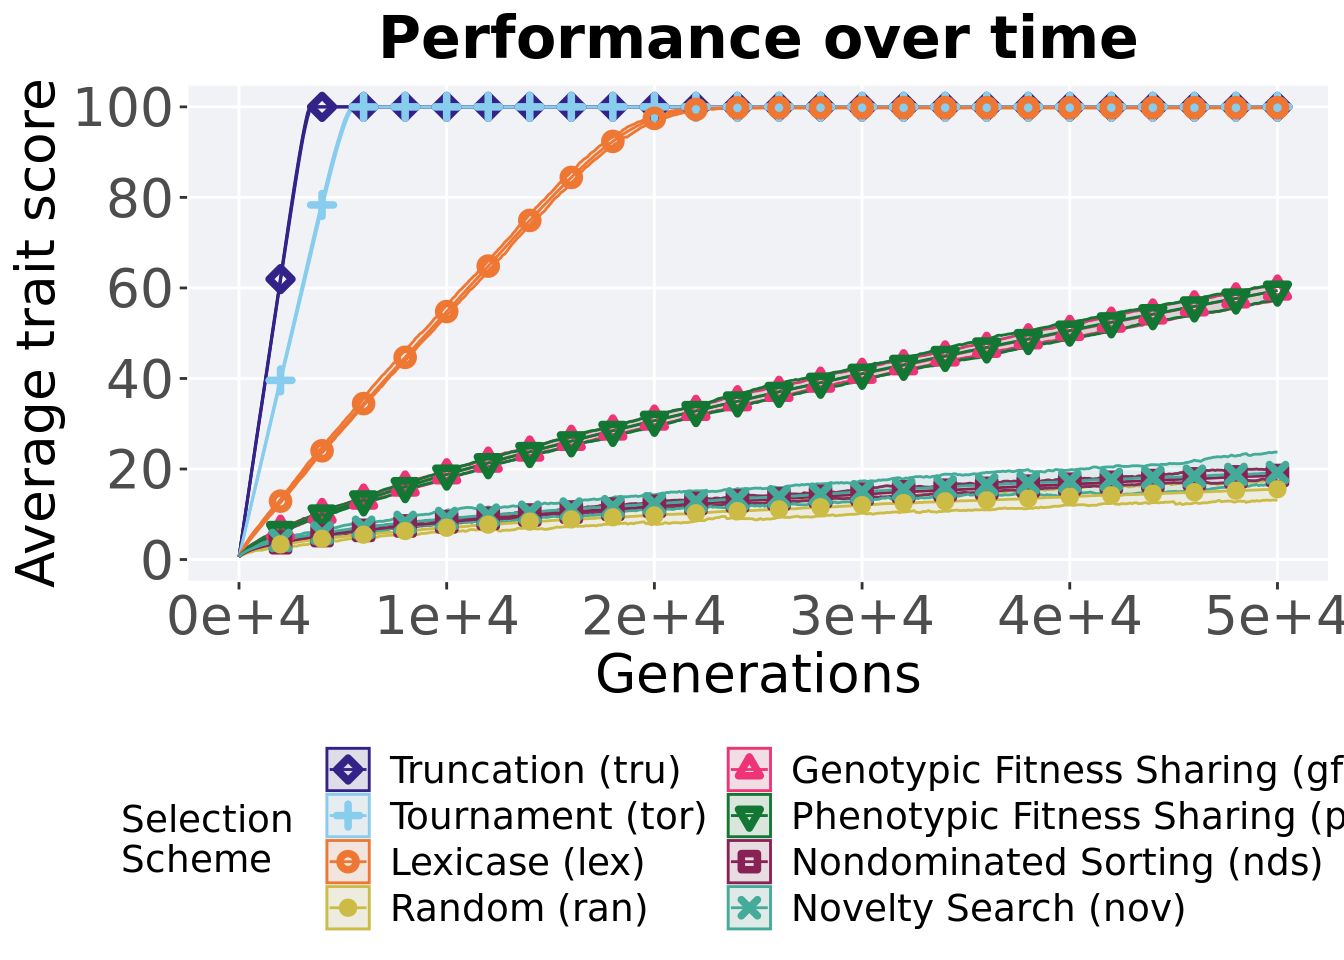 Performance over time
Average trait score
100
80
60
40
20
0
0e+4 1e+4 2e+4 3e+4 4e+4 5e+4
Generations
Selection
Scheme
Truncation (tru)
Tournament (tor)
Lexicase (lex)
Random (ran)
Genotypic Fitness Sharing (gf
Phenotypic Fitness Sharing (p
Nondominated Sorting (nds)
Novelty Search (nov)